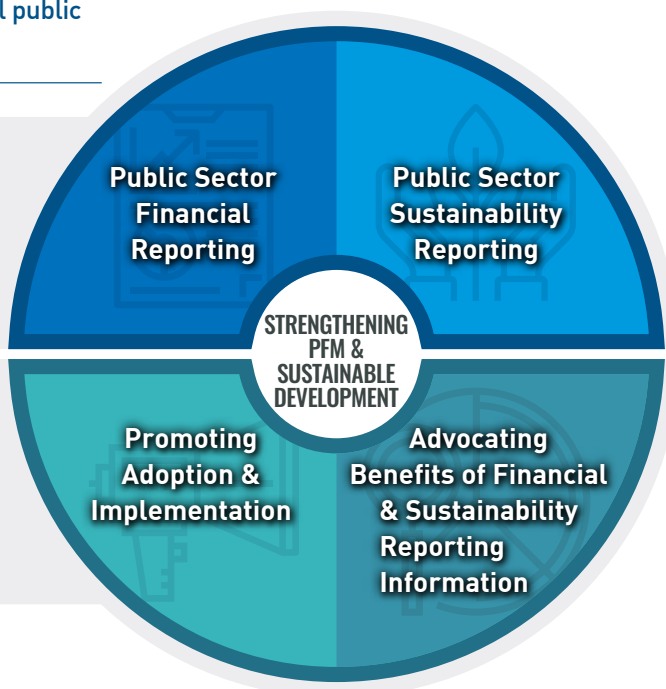 l public
Public Sector
Financial
Reporting
Public Sector
Sustainability
Reporting
STRENGTHENING
PFM &
SUSTAINABLE
DEVELOPMENT
Promoting
Adoption &
Implementation
Advocating
Benefits of Financial
& Sustainability
Reporting
Information